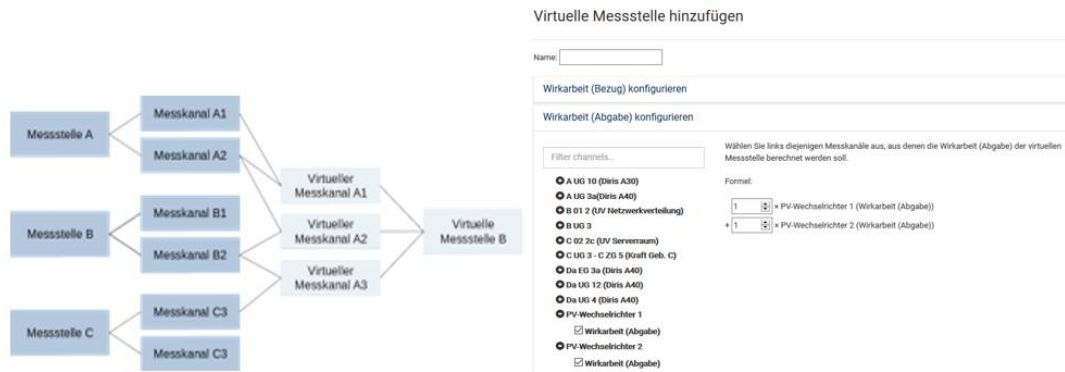 Messstelle A
Messkanal A1
Messkanal A2
Messstelle B
Messkanal B1
Messkanal B2
Messstelle C
Messkanal C3
Messkanal C3
Virtueller
Messkanal A1
Virtueller
Messkanal A2
Virtueller
Messkanal A3
Virtuelle
Messstelle B
Virtuelle Messstelle hinzufügen
Name:
Wirkarbeit (Bezug) konfigurieren
Wirkarbeit (Abgabe) konfigurieren
Filter channels...
A UG 10 (Diris A30)
A UG 3a(Diris A40)
B 01 2 (UV Netzwerkverteilung)
B UG 3
C 02 2c (UV Serverraum)
C UG 3 - C ZG 5 (Kraft Geb. C)
Da EG 3a (Diris A40)
Da UG 12 (Diris A40)
Da UG 4 (Diris A40)
PV-Wechselrichter 1
Wirkarbeit (Abgabe)
PV-Wechselrichter 2
Wirkarbeit (Abgabe)
Wählen Sie links diejenigen Messkanäle aus, aus denen die Wirkarbeit (Abgabe) der virtuellen
Messstelle berechnet werden soll.
Formel:
1 × PV-Wechselrichter 1 (Wirkarbeit (Abgabe))
+ 1 × PV-Wechselrichter 2 (Wirkarbeit (Abgabe))